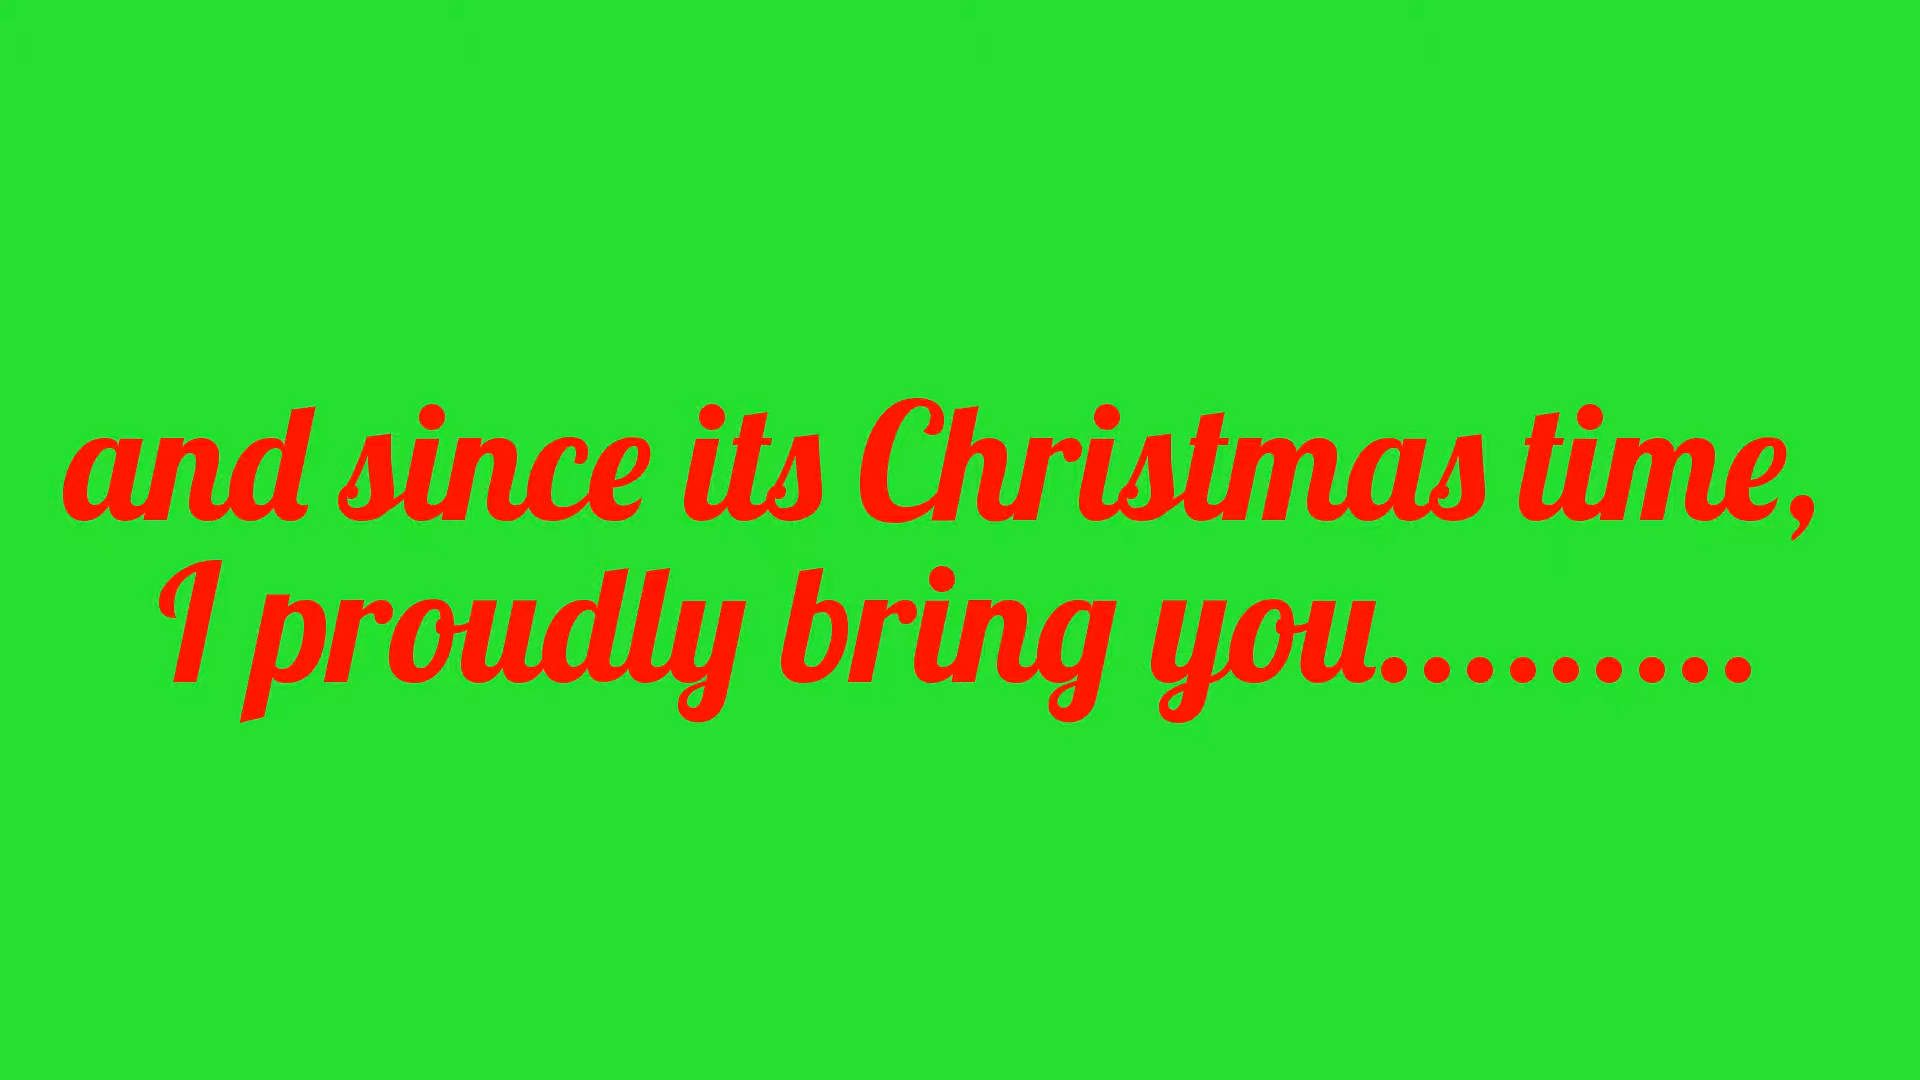 and since its Christmas time,
I proudly bring you.........